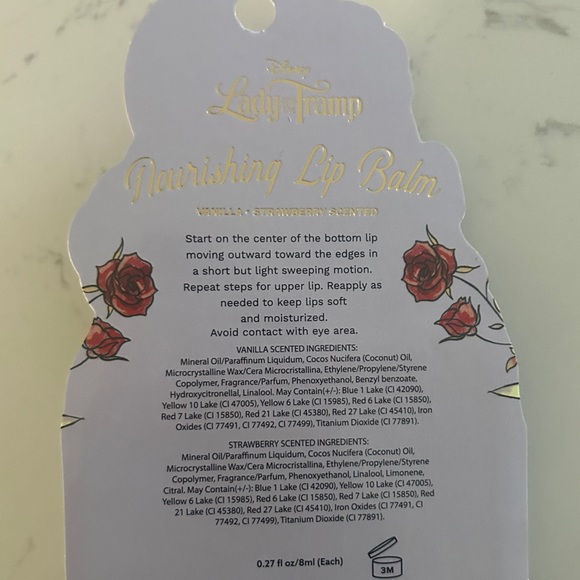 Disney
Lady and the Tramp
Nourishing Lip Balm
VANILLA • STRAWBERRY SCENTED
Start on the center of the bottom lip
moving outward toward the edges in
a short but light sweeping motion.
Repeat steps for upper lip. Reapply as
needed to keep lips soft
and moisturized.
Avoid contact with eye area.
VANILLA SCENTED INGREDIENTS:
Mineral Oil/Paraffinum Liquidum, Cocos Nucifera (Coconut) Oil,
Microcrystalline Wax/Cera Microcristallina, Ethylene/Propylene/Styrene
Copolymer, Fragrance/Parfum, Phenoxyethanol, Benzyl benzoate,
Hydroxycitronellal, Linalool. May Contain(+/-): Blue 1 Lake (CI 42090),
Yellow 10 Lake (CI 47005), Yellow 6 Lake (CI 15985), Red 6 Lake (CI 15850),
Red 7 Lake (CI 15850), Red 21 Lake (CI 45380), Red 27 Lake (CI 45410), Iron
Oxides (CI 77491, CI 77492, CI 77499), Titanium Dioxide (CI 77891).
STRAWBERRY SCENTED INGREDIENTS:
Mineral Oil/Paraffinum Liquidum, Cocos Nucifera (Coconut) Oil,
Microcrystalline Wax/Cera Microcristallina, Ethylene/Propylene/Styrene
Copolymer, Fragrance/Parfum, Phenoxyethanol, Linalool, Limonene,
Citral. May Contain(+/-): Blue 1 Lake (CI 42090), Yellow 10 Lake (CI 47005),
Yellow 6 Lake (CI 15985), Red 6 Lake (CI 15850), Red 7 Lake (CI 15850), Red
21 Lake (CI 45380), Red 27 Lake (CI 45410), Iron Oxides (CI 77491, CI
77492, CI 77499), Titanium Dioxide (CI 77891).
0.27 fl oz/8ml (Each)
3M